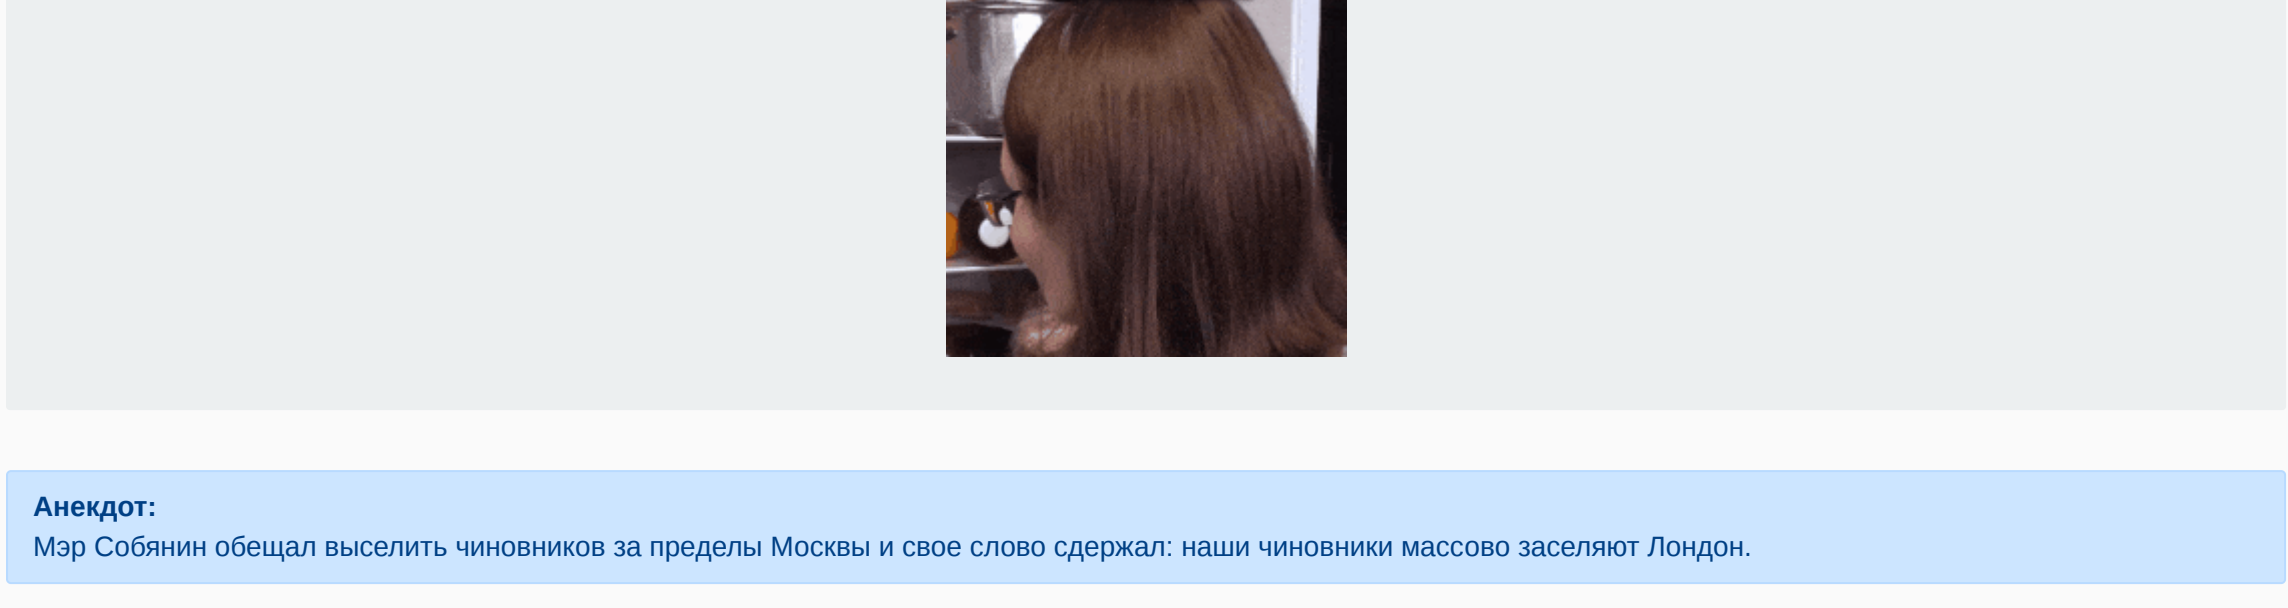 Анекдот:
Мэр Собянин обещал выселить чиновников за пределы Москвы и свое слово сдержал: наши чиновники массово заселяют Лондон.